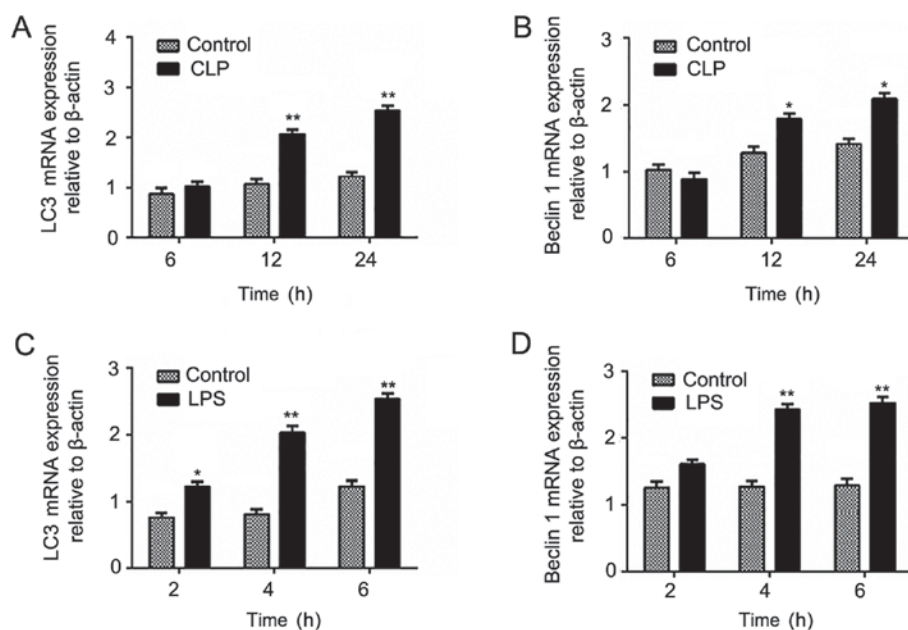 A
Control
CLP
LC3 mRNA expression
relative to β-actin
4
3
2
1
0
**
**
6
12
24
Time (h)
B
Control
CLP
Beclin 1 mRNA expression
relative to β-actin
3
2
1
0
*
*
6
12
24
Time (h)
C
Control
LPS
LC3 mRNA expression
relative to β-actin
3
2
1
0
*
**
**
2
4
6
Time (h)
D
Control
LPS
Beclin 1 mRNA expression
relative to β-actin
3
2
1
0
**
**
2
4
6
Time (h)